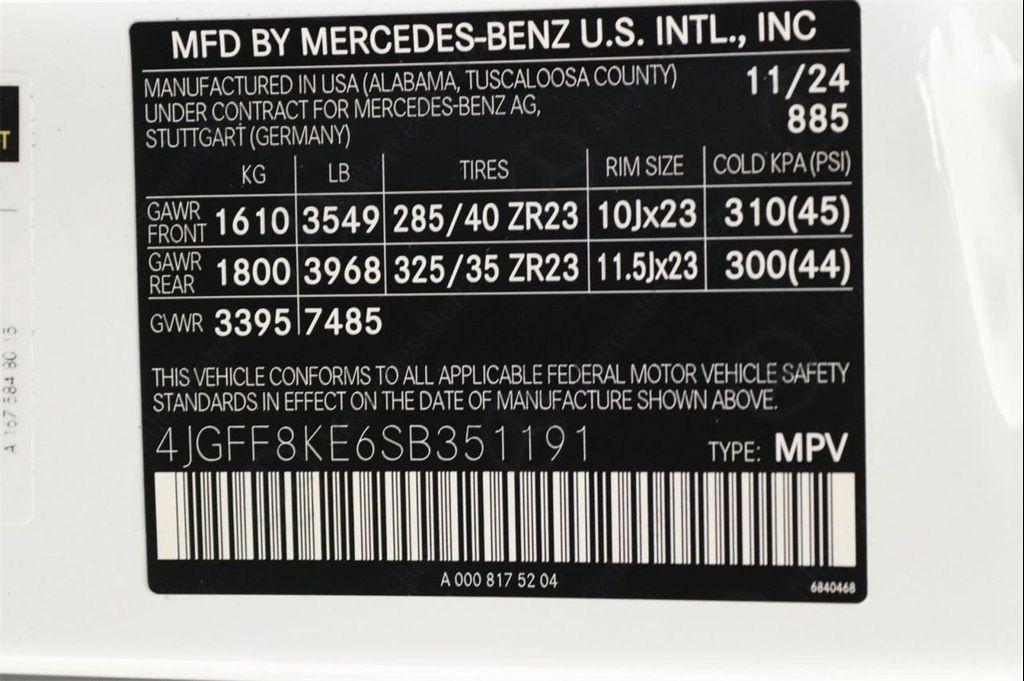 MFD BY MERCEDES-BENZ U.S. INTL., INC
MANUFACTURED IN USA (ALABAMA, TUSCALOOSA COUNTY) 11/24
UNDER CONTRACT FOR MERCEDES-BENZ AG, 885
STUTTGART (GERMANY)
KG LB TIRES RIM SIZE COLD KPA (PSI)
GAWR FRONT 1610 3549 285/40 ZR23 10Jx23 310(45)
GAWR REAR 1800 3968 325/35 ZR23 11.5Jx23 300(44)
GVWR 3395 7485
THIS VEHICLE CONFORMS TO ALL APPLICABLE FEDERAL MOTOR VEHICLE SAFETY
STANDARDS IN EFFECT ON THE DATE OF MANUFACTURE SHOWN ABOVE.
4JGFF8KE6SB351191 TYPE: MPV
A 000 817 52 04
6840468
A 167 584 80 15
T